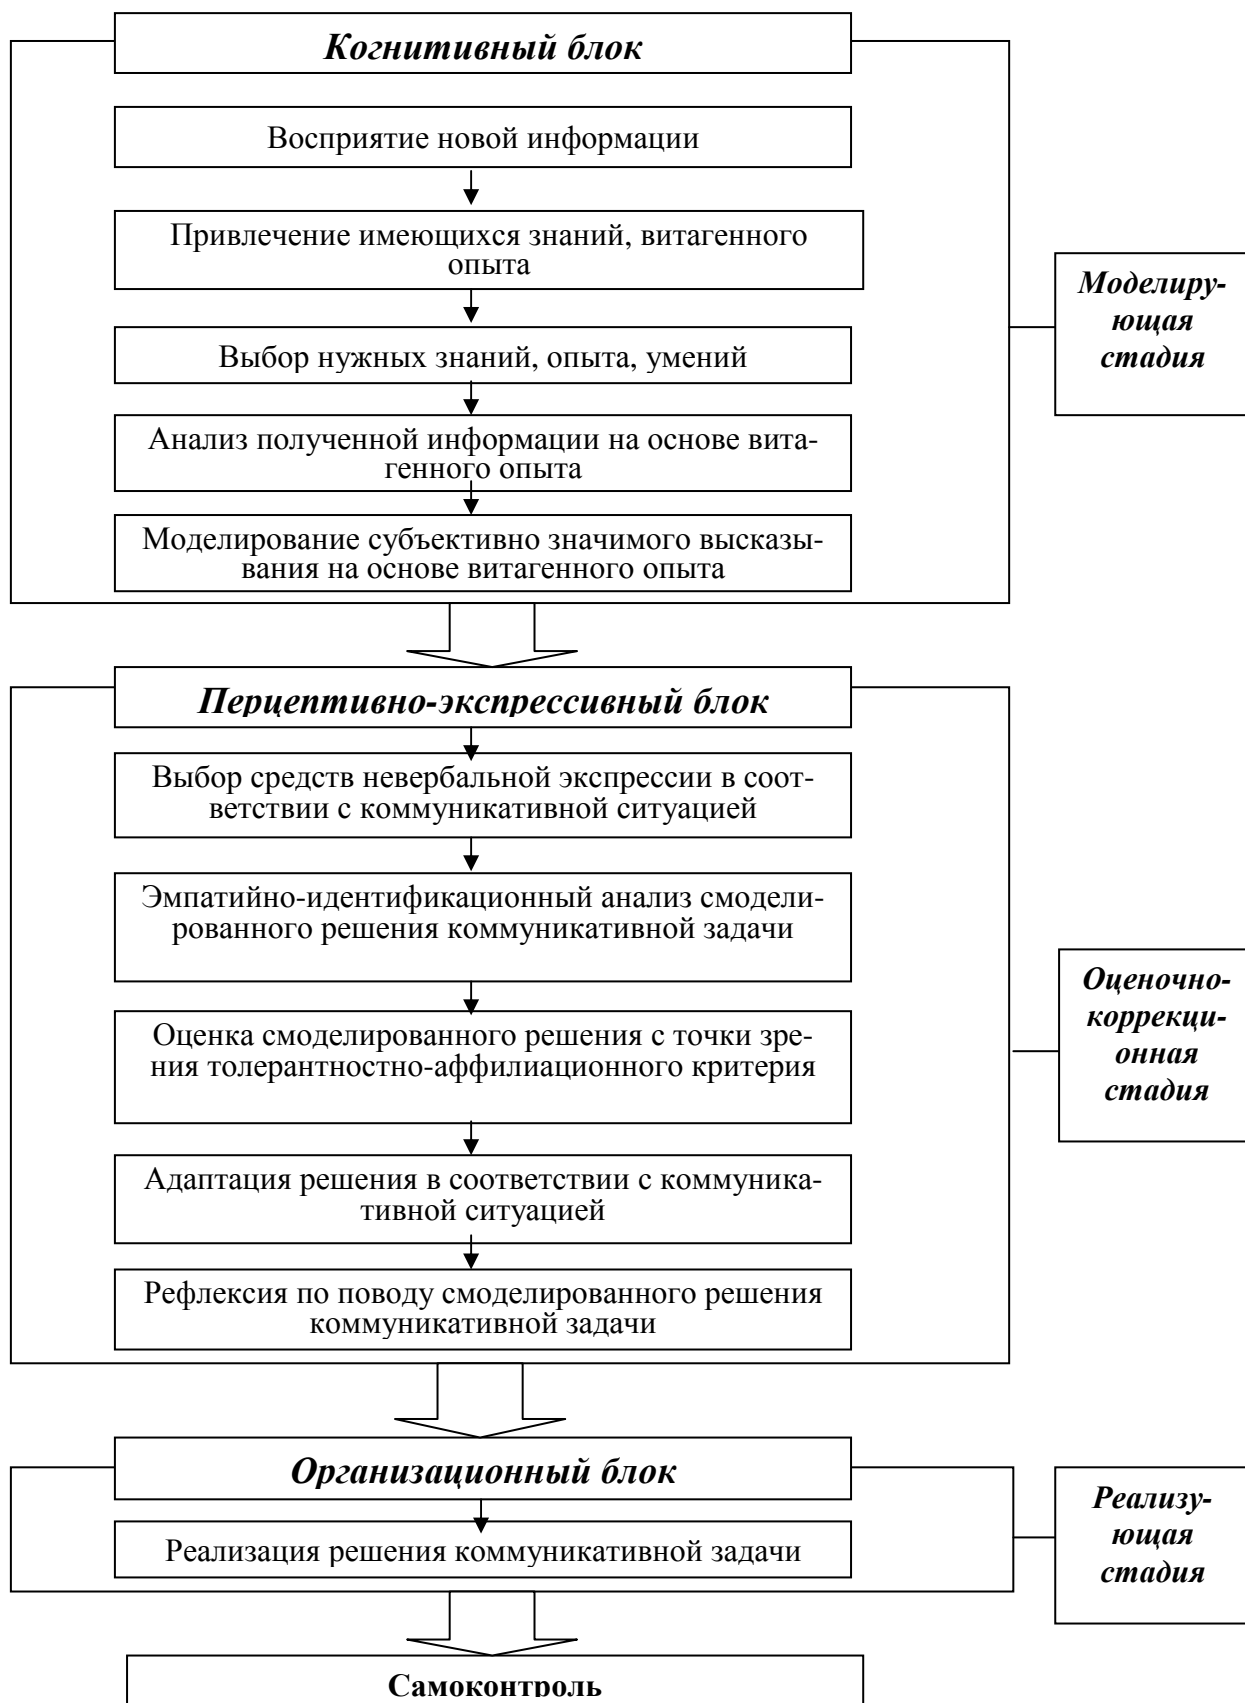 Когнитивный блок
Восприятие новой информации
Привлечение имеющихся знаний, витагенного
опыта
Выбор нужных знаний, опыта, умений
Анализ полученной информации на основе вита-
генного опыта
Моделирование субъективно значимого высказы-
вания на основе витагенного опыта
Моделиру-
ющая
стадия
Перцептивно-экспрессивный блок
Выбор средств невербальной экспрессии в соот-
ветствии с коммуникативной ситуацией
Эмпатийно-идентификационный анализ смодели-
рованного решения коммуникативной задачи
Оценка смоделированного решения с точки зре-
ния толерантностно-аффилиационного критерия
Адаптация решения в соответствии с коммуника-
тивной ситуацией
Рефлексия по поводу смоделированного решения
коммуникативной задачи
Оценочно-
коррекци-
онная
стадия
Организационный блок
Реализация решения коммуникативной задачи
Реализу-
ющая
стадия
Самоконтроль